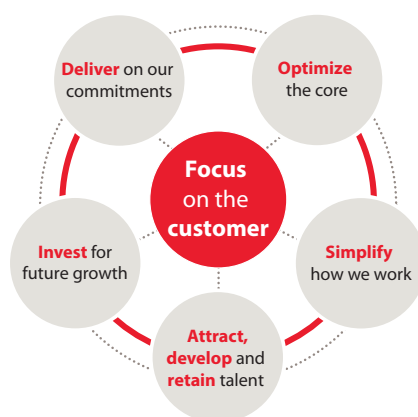 Deliver on our
commitments
Optimize
the core
Focus
on the
customer
Invest for
future growth
Simplify
how we work
Attract,
develop and
retain talent